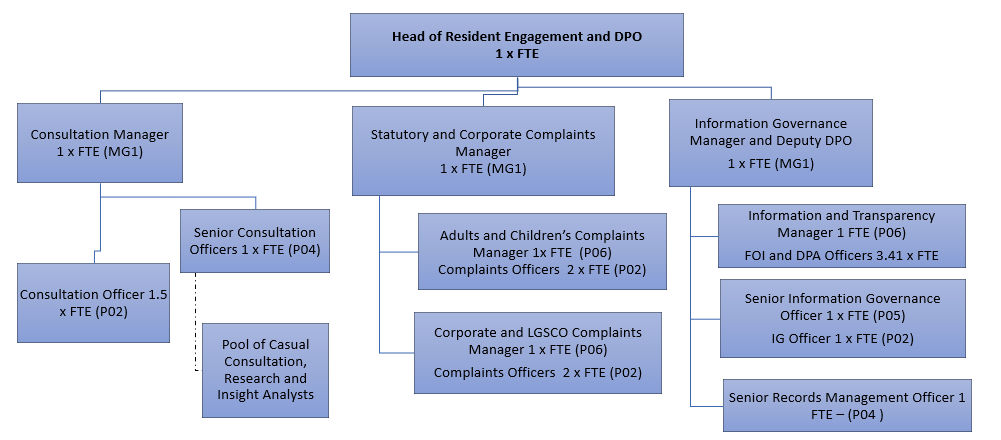 Head of Resident Engagement and DPO
1 x FTE
Consultation Manager
1 x FTE (MG1)
Statutory and Corporate Complaints
Manager
1 x FTE (MG1)
Information Governance
Manager and Deputy DPO
1 x FTE (MG1)
Senior Consultation
Officers 1 x FTE (P04)
Consultation Officer 1.5
x FTE (P02)
Pool of Casual
Consultation,
Research and
Insight Analysts
Adults and Children's Complaints
Manager 1x FTE (P06)
Complaints Officers 2 x FTE (P02)
Corporate and LGSCO Complaints
Manager 1 x FTE (P06)
Complaints Officers 2 x FTE (P02)
Information and Transparency
Manager 1 FTE (P06)
FOI and DPA Officers 3.41 x FTE
Senior Information Governance
Officer 1 x FTE (P05)
IG Officer 1 x FTE (P02)
Senior Records Management Officer 1
FTE – (P04 )